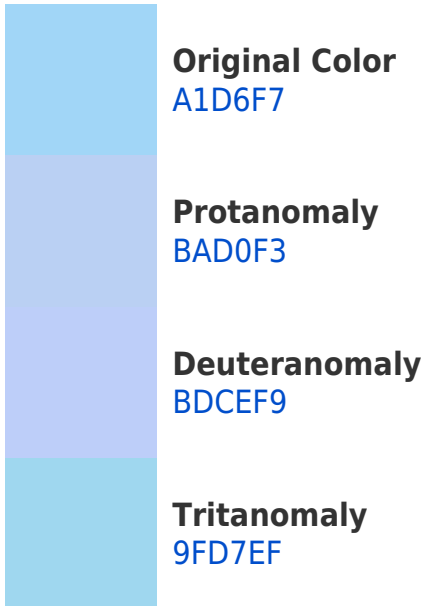 Original Color
A1D6F7
Protanomaly
BAD0F3
Deuteranomaly
BDCEF9
Tritanomaly
9FD7EF